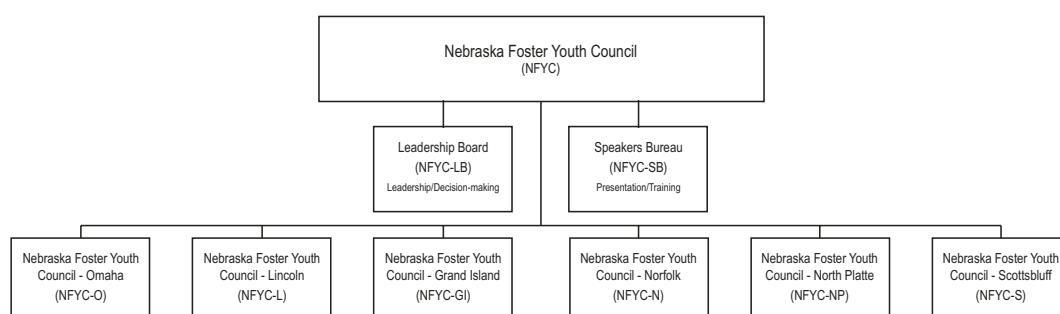 Nebraska Foster Youth Council
(NFYC)
Leadership Board
(NFYC-LB)
Leadership/Decision-making
Speakers Bureau
(NFYC-SB)
Presentation/Training
Nebraska Foster Youth
Council - Omaha
(NFYC-O)
Nebraska Foster Youth
Council - Lincoln
(NFYC-L)
Nebraska Foster Youth
Council - Grand Island
(NFYC-GI)
Nebraska Foster Youth
Council - Norfolk
(NFYC-N)
Nebraska Foster Youth
Council - North Platte
(NFYC-NP)
Nebraska Foster Youth
Council - Scottsbluff
(NFYC-S)